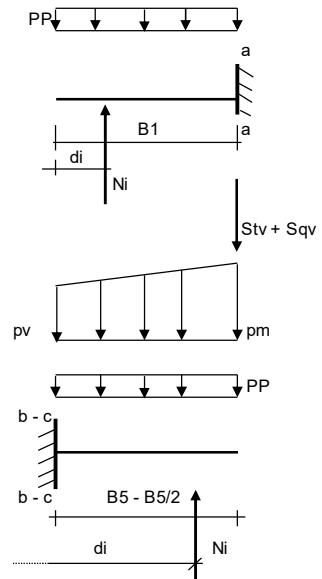 PP
a
B1
a
di
Ni
Stv + Sqv
pv
pm
PP
b - c
b - c
B5 - B5/2
di
Ni